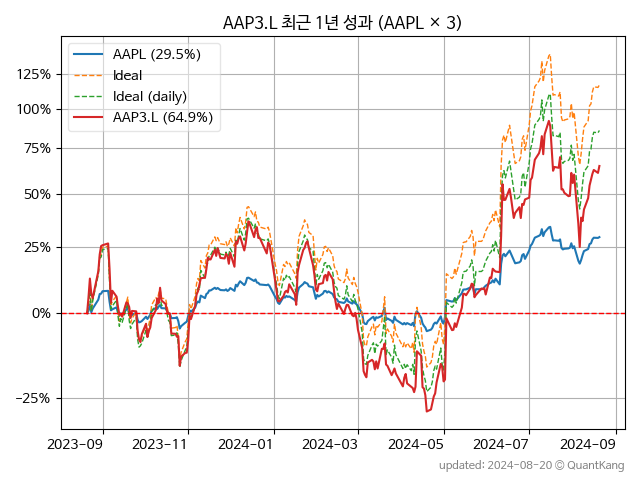 AAP3.L 최근 1년 성과 (AAPL × 3)
AAPL (29.5%)
Ideal
Ideal (daily)
AAP3.L (64.9%)
125%
100%
75%
50%
25%
0%
−25%
2023-09 2023-11 2024-01 2024-03 2024-05 2024-07 2024-09
updated: 2024-08-20 © QuantKang